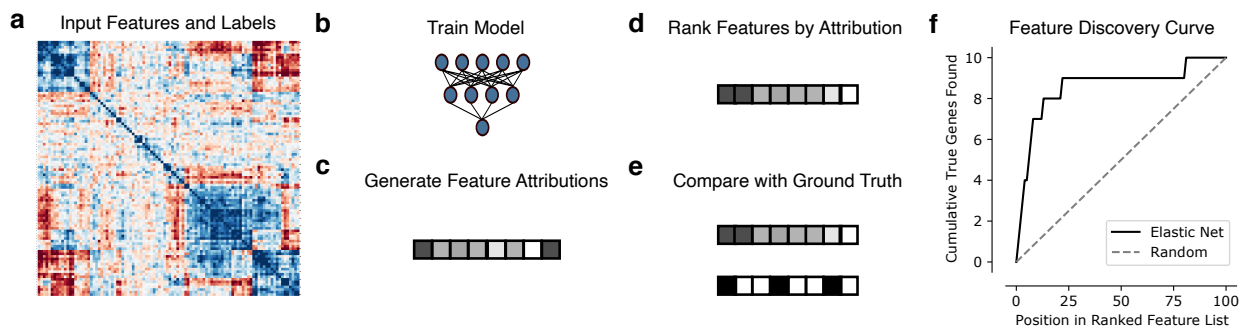 a
Input Features and Labels
b
Train Model
c
Generate Feature Attributions
d
Rank Features by Attribution
e
Compare with Ground Truth
f
Feature Discovery Curve
Cumulative True Genes Found
10
8
6
4
2
0
Elastic Net
Random
0 25 50 75 100
Position in Ranked Feature List